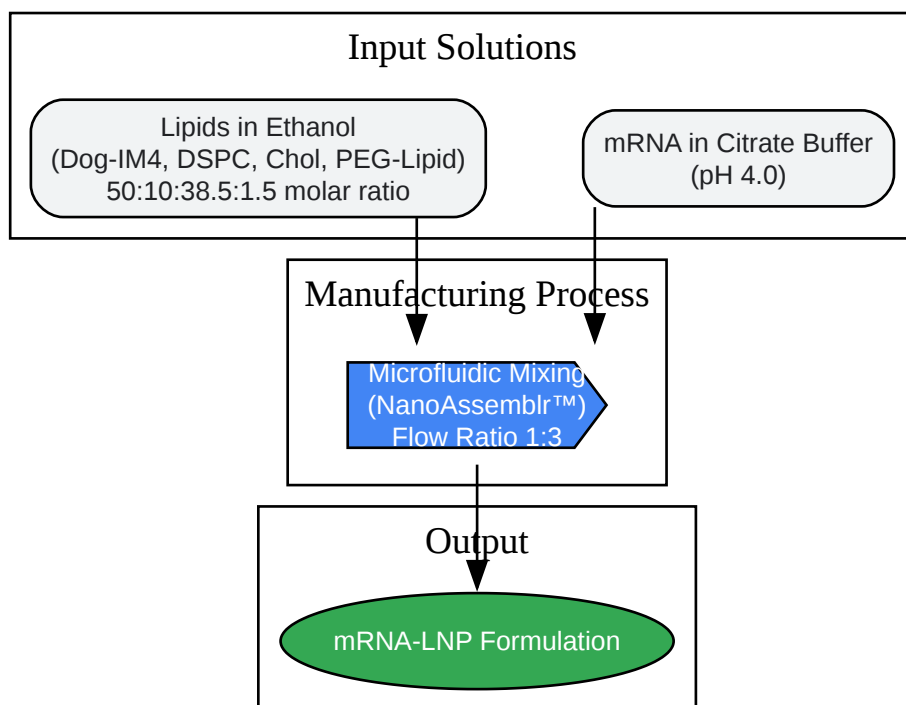 Input Solutions
Lipids in Ethanol
(Dog-IM4, DSPC, Chol, PEG-Lipid)
50:10:38.5:1.5 molar ratio
mRNA in Citrate Buffer
(pH 4.0)
Manufacturing Process
Microfluidic Mixing
(NanoAssemblr™)
Flow Ratio 1:3
Output
mRNA-LNP Formulation